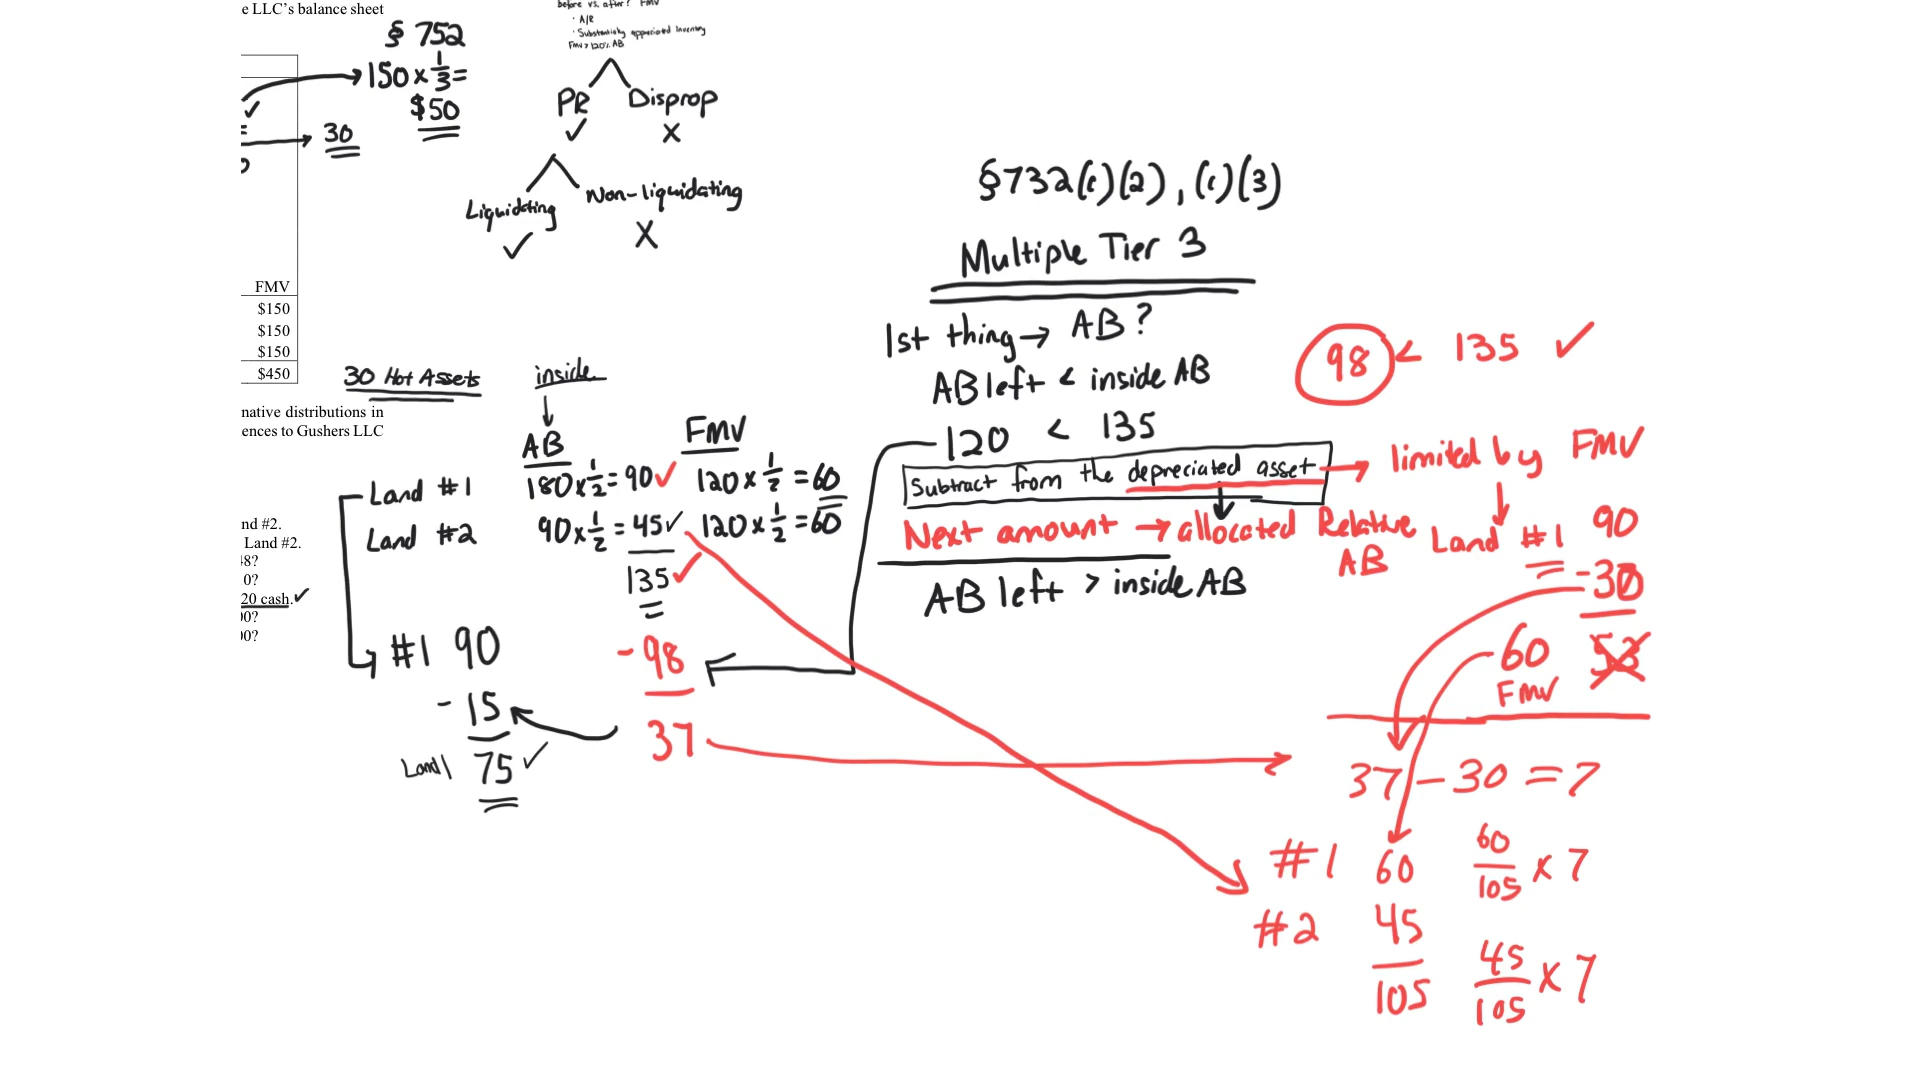 e LLC's balance sheet
§ 752
150 x 1/3 =
$50
30
before vs. after? FMV
· A/R
· Substantially appreciated inventory
FMV > 120% AB
PR
Disprop
✓
X
Liquidating
Non-liquidating
✓
X
FMV
$150
$150
$150
$450
native distributions in
ences to Gushers LLC
nd #2.
Land #2.
48?
0?
20 cash. ✓
00?
00?
30 Hot Assets
inside
AB
FMV
Land #1
180 x 1/2 = 90 ✓
120 x 1/2 = 60
Land #2
90 x 1/2 = 45 ✓
120 x 1/2 = 60
135 ✓
- 98
37
#1 90
- 15
Land 1 75 ✓
§732(c)(2), (c)(3)
Multiple Tier 3
1st thing → AB?
AB left < inside AB
120 < 135
Subtract from the depreciated asset
Next amount → allocated Relative
AB
AB left > inside AB
98 < 135 ✓
→ limited by FMV
Land #1 90
-30
60 53
FMV
37 - 30 = 7
#1 60 60/105 x 7
#2 45 45/105 x 7
105